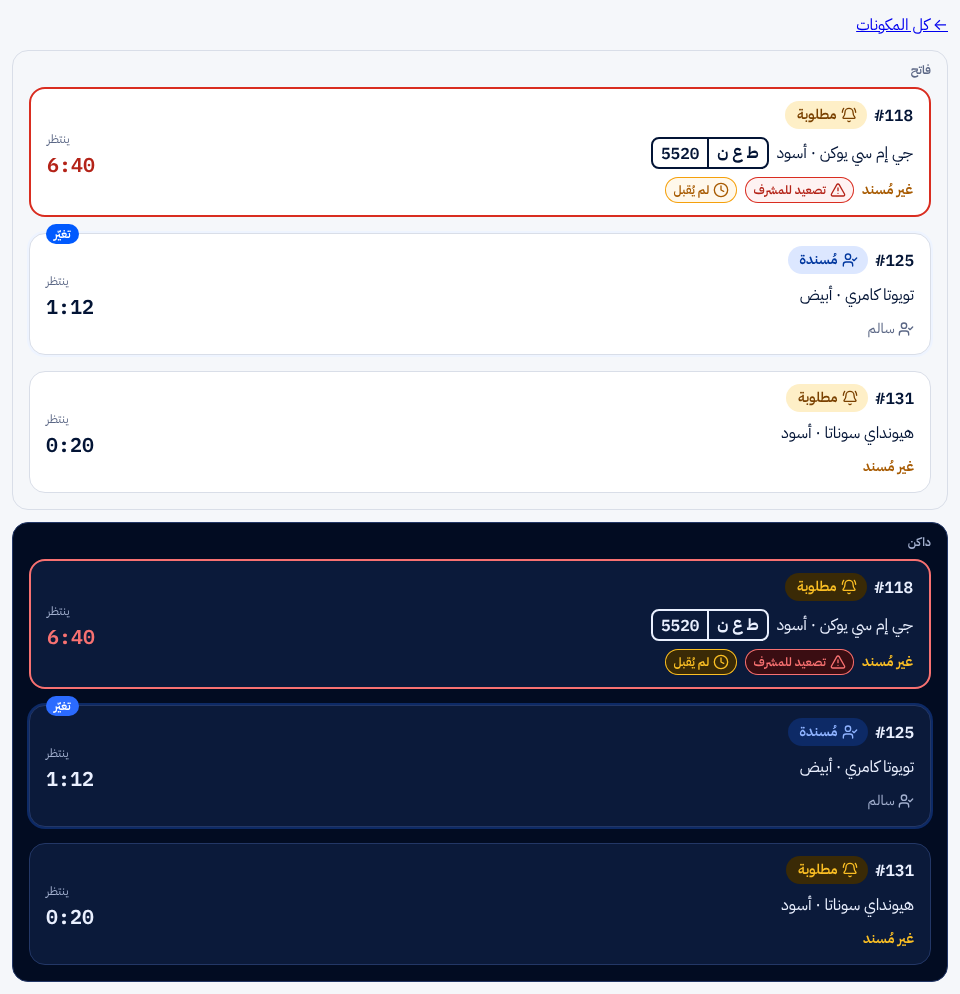 ← كل المكونات
فاتح
#118 مطلوبة
جي إم سي يوكن · أسود ط ع ن 5520
غير مُسند تصعيد للمشرف لم يُقبل
ينتظر
6:40
تغيّر
#125 مُسندة
تويوتا كامري · أبيض
سالم
ينتظر
1:12
#131 مطلوبة
هيونداي سوناتا · أسود
غير مُسند
ينتظر
0:20
داكن
#118 مطلوبة
جي إم سي يوكن · أسود ط ع ن 5520
غير مُسند تصعيد للمشرف لم يُقبل
ينتظر
6:40
تغيّر
#125 مُسندة
تويوتا كامري · أبيض
سالم
ينتظر
1:12
#131 مطلوبة
هيونداي سوناتا · أسود
غير مُسند
ينتظر
0:20